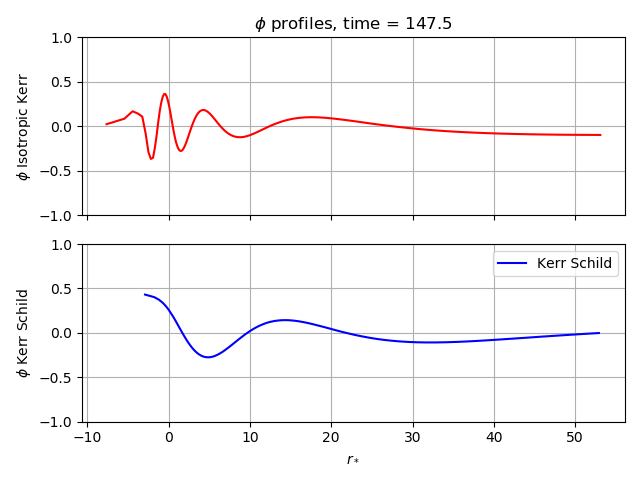 ϕ profiles, time = 147.5
1.0
0.5
0.0
−0.5
−1.0
ϕ Isotropic Kerr
1.0
0.5
0.0
−0.5
−1.0
ϕ Kerr Schild
Kerr Schild
−10 0 10 20 30 40 50
r*